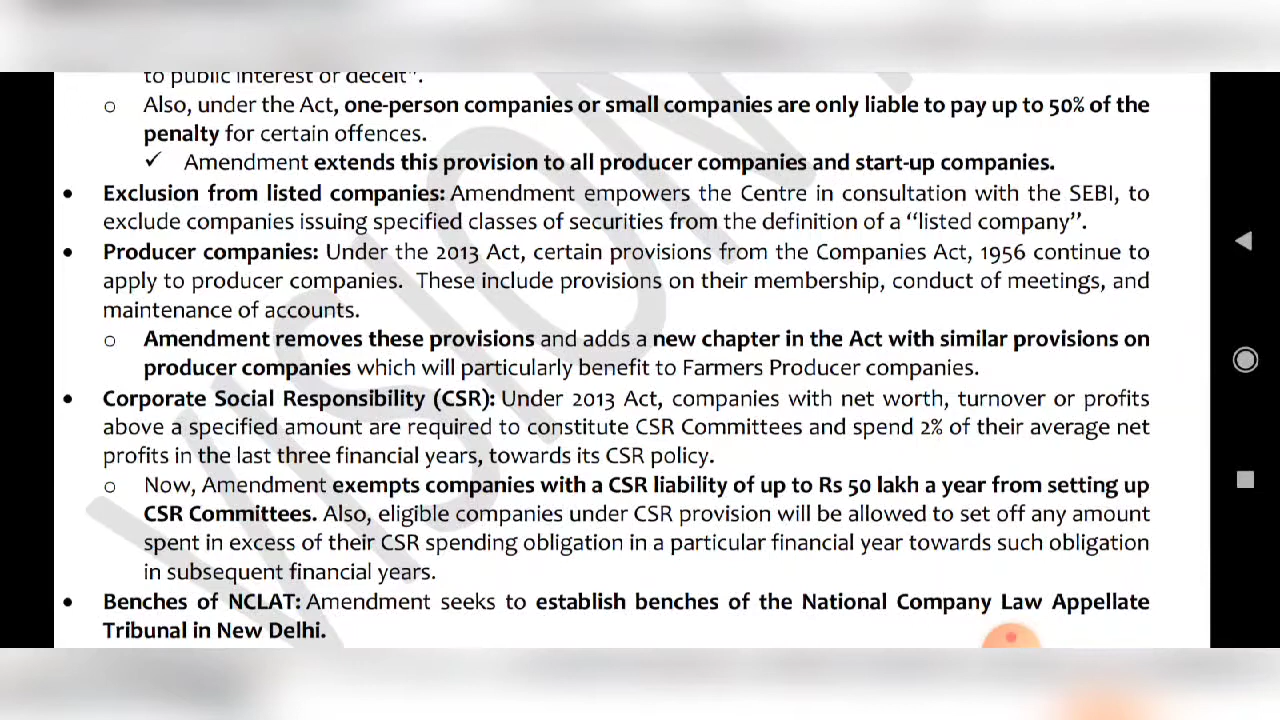 to public interest or deceit".
o Also, under the Act, one-person companies or small companies are only liable to pay up to 50% of the
penalty for certain offences.
✓ Amendment extends this provision to all producer companies and start-up companies.
• Exclusion from listed companies: Amendment empowers the Centre in consultation with the SEBI, to
exclude companies issuing specified classes of securities from the definition of a “listed company”.
• Producer companies: Under the 2013 Act, certain provisions from the Companies Act, 1956 continue to
apply to producer companies. These include provisions on their membership, conduct of meetings, and
maintenance of accounts.
o Amendment removes these provisions and adds a new chapter in the Act with similar provisions on
producer companies which will particularly benefit to Farmers Producer companies.
• Corporate Social Responsibility (CSR): Under 2013 Act, companies with net worth, turnover or profits
above a specified amount are required to constitute CSR Committees and spend 2% of their average net
profits in the last three financial years, towards its CSR policy.
o Now, Amendment exempts companies with a CSR liability of up to Rs 50 lakh a year from setting up
CSR Committees. Also, eligible companies under CSR provision will be allowed to set off any amount
spent in excess of their CSR spending obligation in a particular financial year towards such obligation
in subsequent financial years.
• Benches of NCLAT: Amendment seeks to establish benches of the National Company Law Appellate
Tribunal in New Delhi.
VISION